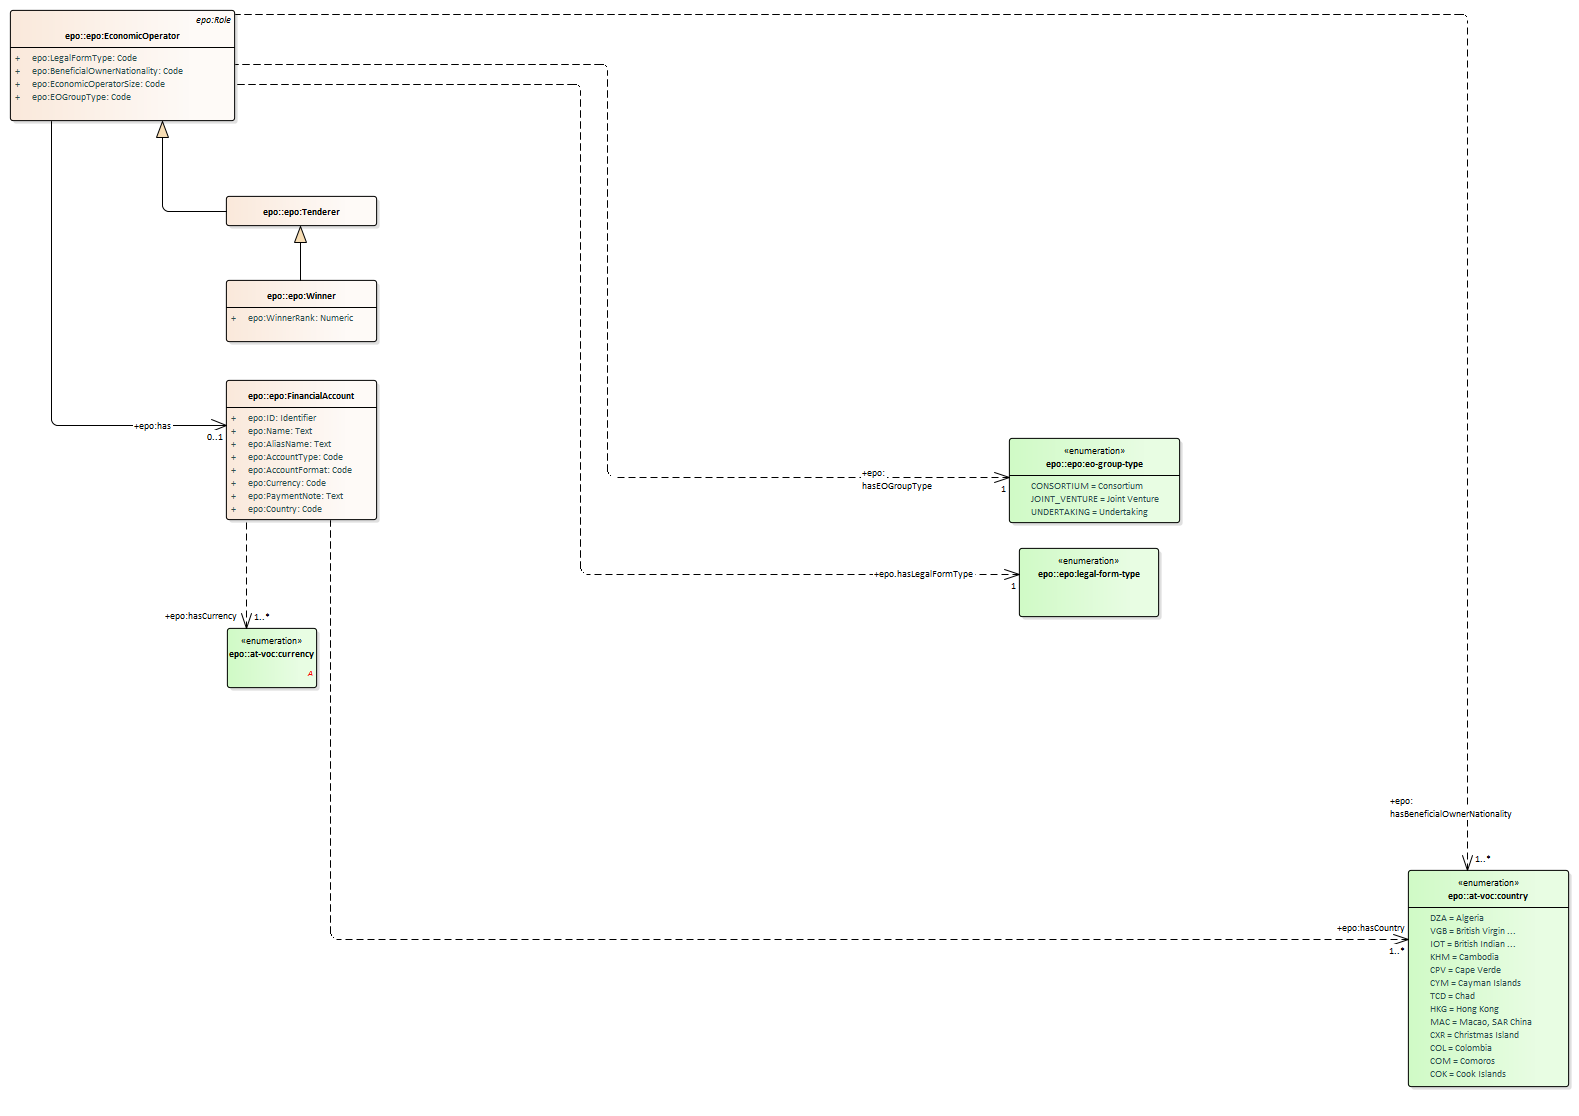 epo:Role
epo::epo:EconomicOperator
+ epo:LegalFormType: Code
+ epo:BeneficialOwnerNationality: Code
+ epo:EconomicOperatorSize: Code
+ epo:EOGroupType: Code
epo::epo:Tenderer
epo::epo:Winner
+ epo:WinnerRank: Numeric
epo::epo:FinancialAccount
+ epo:ID: Identifier
+ epo:Name: Text
+ epo:AliasName: Text
+ epo:AccountType: Code
+ epo:AccountFormat: Code
+ epo:Currency: Code
+ epo:PaymentNote: Text
+ epo:Country: Code
+epo:has
0..1
+epo:
hasEOGroupType
1
«enumeration»
epo::epo:eo-group-type
CONSORTIUM = Consortium
JOINT_VENTURE = Joint Venture
UNDERTAKING = Undertaking
+epo.hasLegalFormType
1
«enumeration»
epo::epo:legal-form-type
+epo:hasCurrency
1..*
«enumeration»
epo::at-voc:currency
+epo:
hasBeneficialOwnerNationality
1..*
+epo:hasCountry
1..*
«enumeration»
epo::at-voc:country
DZA = Algeria
VGB = British Virgin ...
IOT = British Indian ...
KHM = Cambodia
CPV = Cape Verde
CYM = Cayman Islands
TCD = Chad
HKG = Hong Kong
MAC = Macao, SAR China
CXR = Christmas Island
COL = Colombia
COM = Comoros
COK = Cook Islands